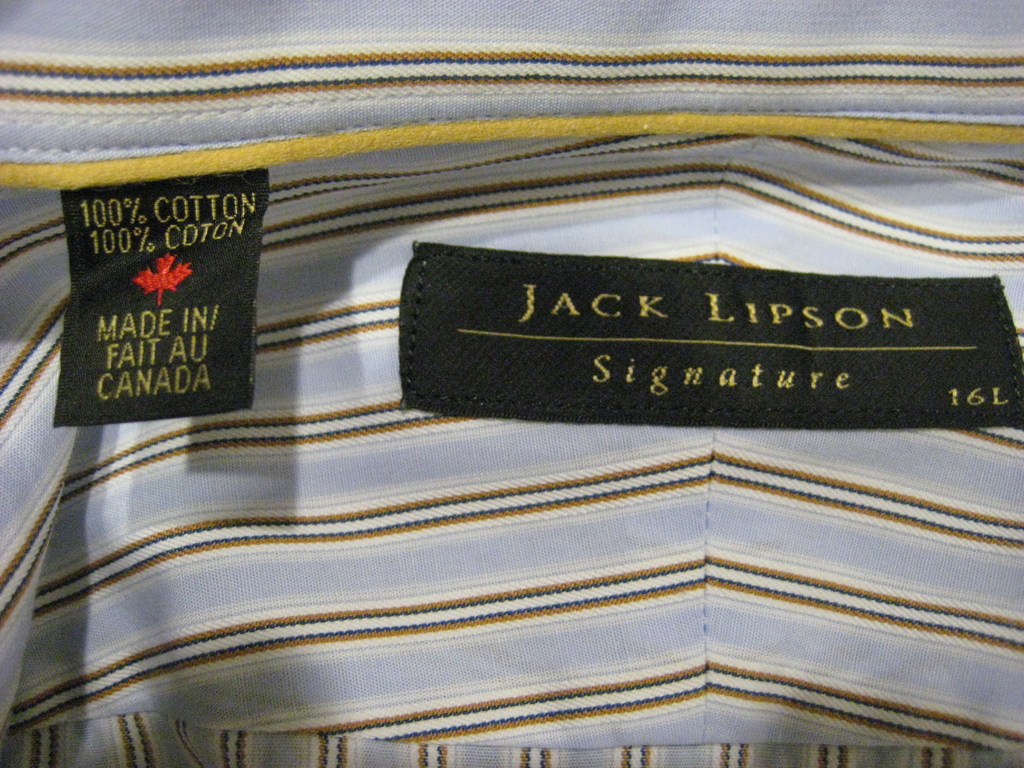 100% COTTON
100% COTON
MADE IN/
FAIT AU
CANADA
JACK LIPSON
Signature
16L